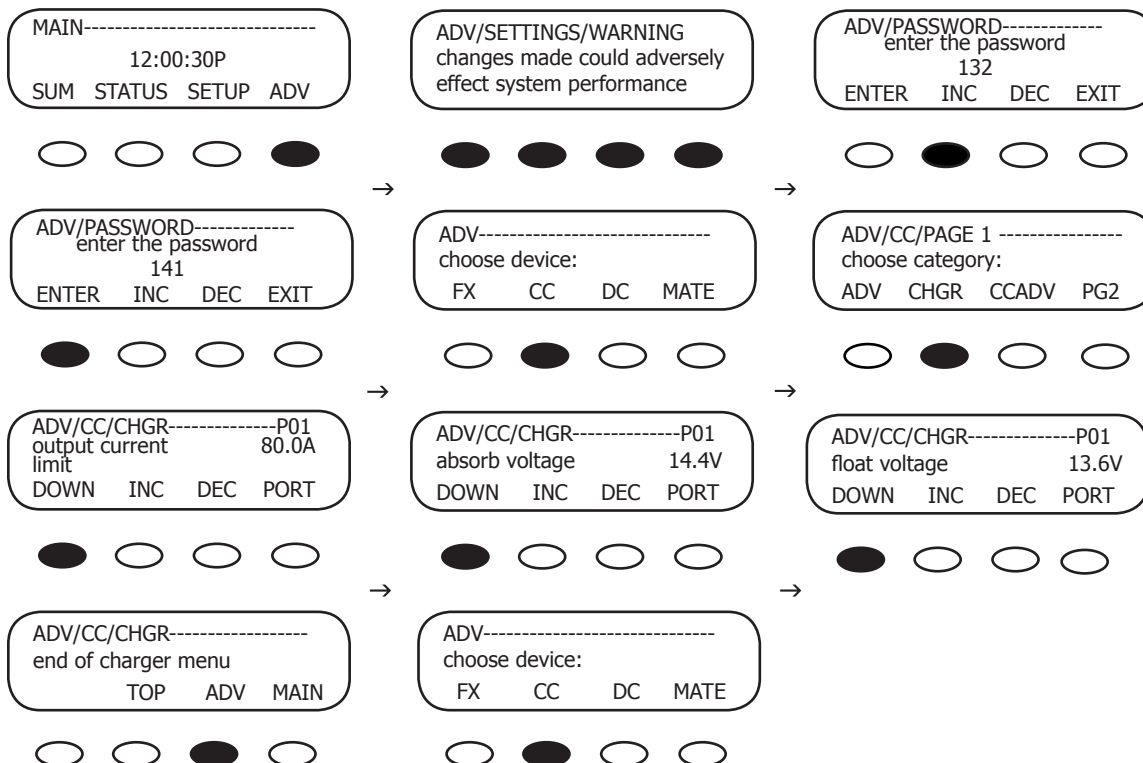 MAIN------------------------------
12:00:30P
SUM STATUS SETUP ADV
ADV/SETTINGS/WARNING
changes made could adversely
effect system performance
ADV/PASSWORD-------------
enter the password
132
ENTER INC DEC EXIT
→
→
ADV/PASSWORD-------------
enter the password
141
ENTER INC DEC EXIT
ADV------------------------------
choose device:
FX CC DC MATE
ADV/CC/PAGE 1 ----------------
choose category:
ADV CHGR CCADV PG2
→
→
ADV/CC/CHGR--------------P01
output current 80.0A
limit
DOWN INC DEC PORT
ADV/CC/CHGR--------------P01
absorb voltage 14.4V
DOWN INC DEC PORT
ADV/CC/CHGR--------------P01
float voltage 13.6V
DOWN INC DEC PORT
→
→
ADV/CC/CHGR------------------
end of charger menu
TOP ADV MAIN
ADV------------------------------
choose device:
FX CC DC MATE